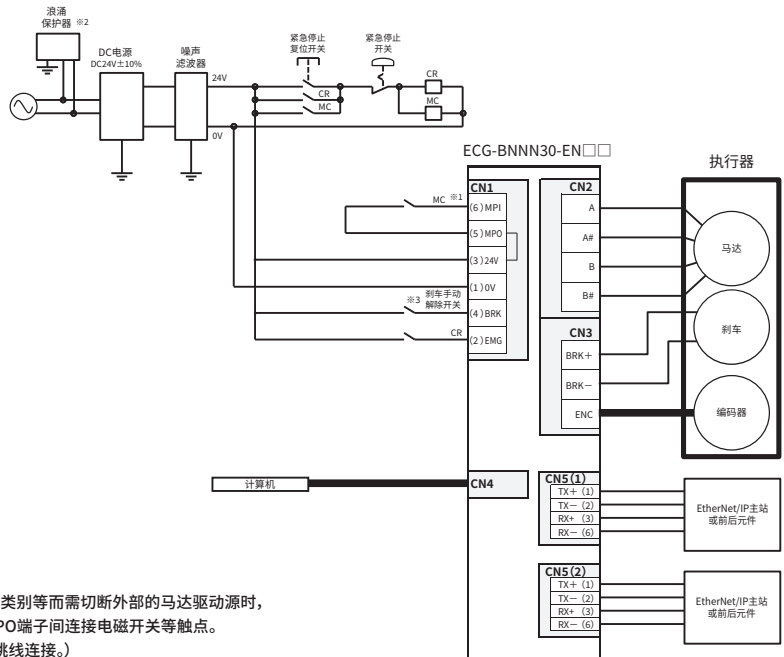 浪涌
保护器 ※2
DC电源
DC24V±10%
噪声
滤波器
24V
0V
紧急停止
复位开关
紧急停止
开关
CR
MC
CR
MC
ECG-BNNN30-EN□□
执行器
CN1
MC ※1
(6)MPI
(5)MPO
(3)24V
(1)0V
※3 刹车手动
解除开关
(4)BRK
CR
(2)EMG
CN2
A
A#
B
B#
马达
CN3
BRK+
BRK−
ENC
刹车
编码器
计算机
CN4
CN5(1)
TX+ (1)
TX− (2)
RX+ (3)
RX− (6)
EtherNet/IP主站
或前后元件
CN5(2)
TX+ (1)
TX− (2)
RX+ (3)
RX− (6)
EtherNet/IP主站
或前后元件
类别等而需切断外部的马达驱动源时，
PO端子间连接电磁开关等触点。
跳线连接。）